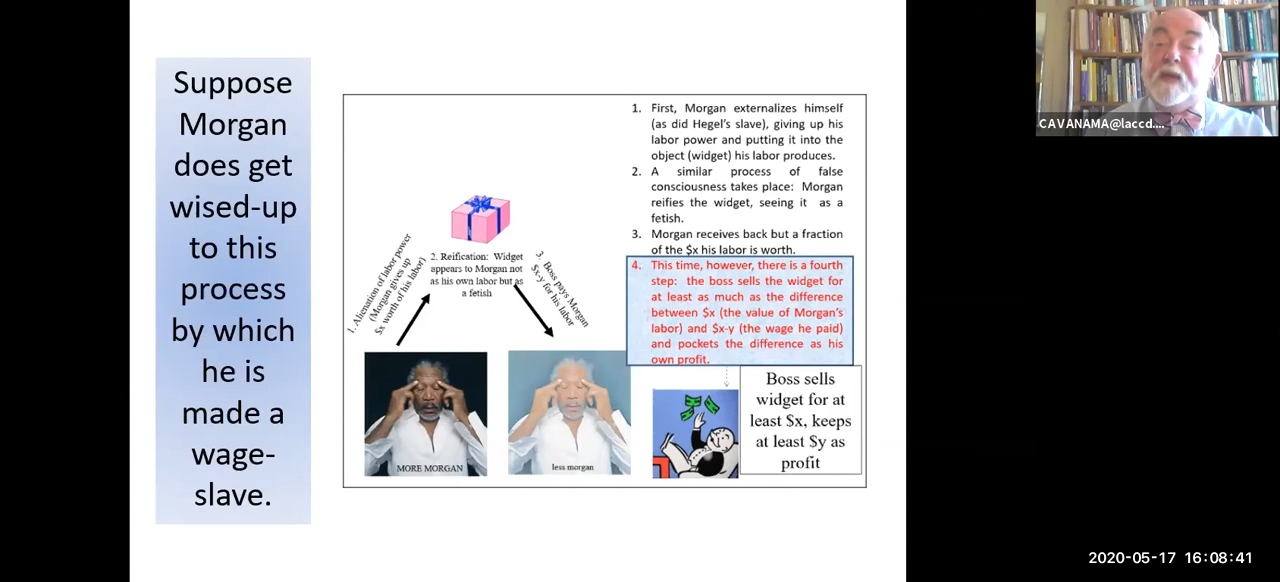 Suppose
Morgan
does get
wised-up
to this
process
by which
he is
made a
wage-
slave.
1. Alienation of labor power
(Morgan gives up
$x worth of his labor)
2. Reification: Widget
appears to Morgan not
as his own labor but as
a fetish
3. Boss pays Morgan
$x-y for his labor
MORE MORGAN
less morgan
1. First, Morgan externalizes himself
(as did Hegel's slave), giving up his
labor power and putting it into the
object (widget) his labor produces.
2. A similar process of false
consciousness takes place: Morgan
reifies the widget, seeing it as a
fetish.
3. Morgan receives back but a fraction
of the $x his labor is worth.
4. This time, however, there is a fourth
step: the boss sells the widget for
at least as much as the difference
between $x (the value of Morgan's
labor) and $x-y (the wage he paid)
and pockets the difference as his
own profit.
Boss sells
widget for at
least $x, keeps
at least $y as
profit
CAVANAMA@laccd....
2020-05-17 16:08:41